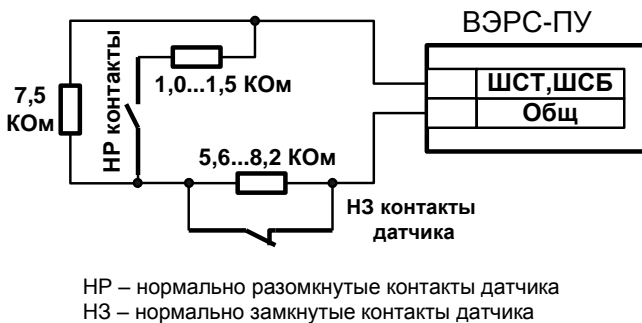 ВЭРС-ПУ
НР контакты
1,0...1,5 КОм
7,5
КОм
ШСТ,ШСБ
Общ
5,6...8,2 КОм
НЗ контакты
датчика
НР – нормально разомкнутые контакты датчика
НЗ – нормально замкнутые контакты датчика